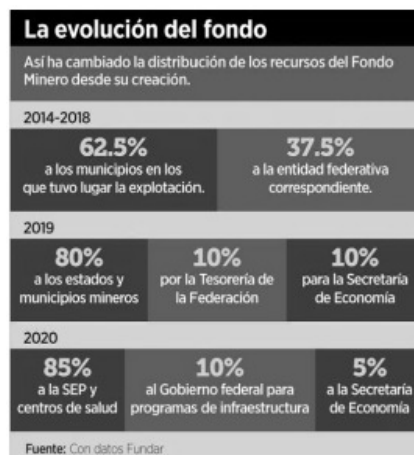 La evolución del fondo
Así ha cambiado la distribución de los recursos del Fondo
Minero desde su creación.
2014-2018
62.5%
a los municipios en los
que tuvo lugar la explotación.
37.5%
a la entidad federativa
correspondiente.
2019
80%
a los estados y
municipios mineros
10%
por la Tesorería de
la Federación
10%
para la Secretaría
de Economía
2020
85%
a la SEP y
centros de salud
10%
al Gobierno federal para
programas de infraestructura
5%
a la Secretaría
de Economía
Fuente: Con datos Fundar